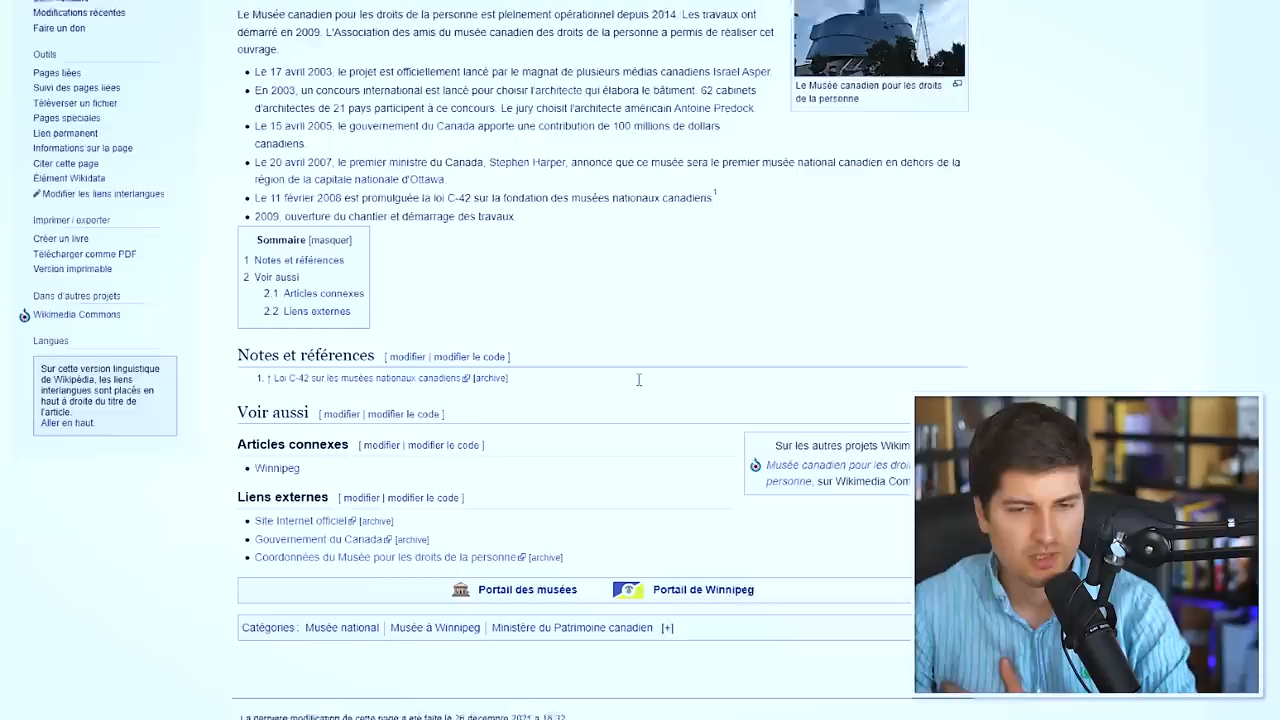 Modifications récentes
Faire un don
Outils
Pages liées
Suivi des pages liées
Téléverser un fichier
Pages spéciales
Lien permanent
Informations sur la page
Citer cette page
Élément Wikidata
Modifier les liens interlangues
Imprimer / exporter
Créer un livre
Télécharger comme PDF
Version imprimable
Dans d'autres projets
Wikimedia Commons
Langues
Sur cette version linguistique
de Wikipédia, les liens
interlangues sont placés en
haut à droite du titre de
l'article.
Aller en haut.
Le Musée canadien pour les droits de la personne est pleinement opérationnel depuis 2014. Les travaux ont
démarré en 2009. L'Association des amis du musée canadien des droits de la personne a permis de réaliser cet
ouvrage.
Le Musée canadien pour les droits
de la personne
• Le 17 avril 2003, le projet est officiellement lancé par le magnat de plusieurs médias canadiens Israel Asper.
• En 2003, un concours international est lancé pour choisir l'architecte qui élabora le bâtiment. 62 cabinets
d'architectes de 21 pays participent à ce concours. Le jury choisit l'architecte américain Antoine Predock.
• Le 15 avril 2005, le gouvernement du Canada apporte une contribution de 100 millions de dollars
canadiens.
• Le 20 avril 2007, le premier ministre du Canada, Stephen Harper, annonce que ce musée sera le premier musée national canadien en dehors de la
région de la capitale nationale d'Ottawa.
• Le 11 février 2008 est promulguée la loi C-42 sur la fondation des musées nationaux canadiens1
• 2009, ouverture du chantier et démarrage des travaux.
Sommaire [masquer]
1 Notes et références
2 Voir aussi
2.1 Articles connexes
2.2 Liens externes
Notes et références [ modifier | modifier le code ]
1. ↑ Loi C-42 sur les musées nationaux canadiens [archive]
Voir aussi [ modifier | modifier le code ]
Articles connexes [ modifier | modifier le code ]
• Winnipeg
Sur les autres projets Wikim
Musée canadien pour les droi
personne, sur Wikimedia Com
Liens externes [ modifier | modifier le code ]
• Site Internet officiel [archive]
• Gouvernement du Canada [archive]
• Coordonnées du Musée pour les droits de la personne [archive]
Portail des musées Portail de Winnipeg
Catégories : Musée national | Musée à Winnipeg | Ministère du Patrimoine canadien [+]
La dernière modification de cette page a été faite le 26 décembre 2021 à 18:32